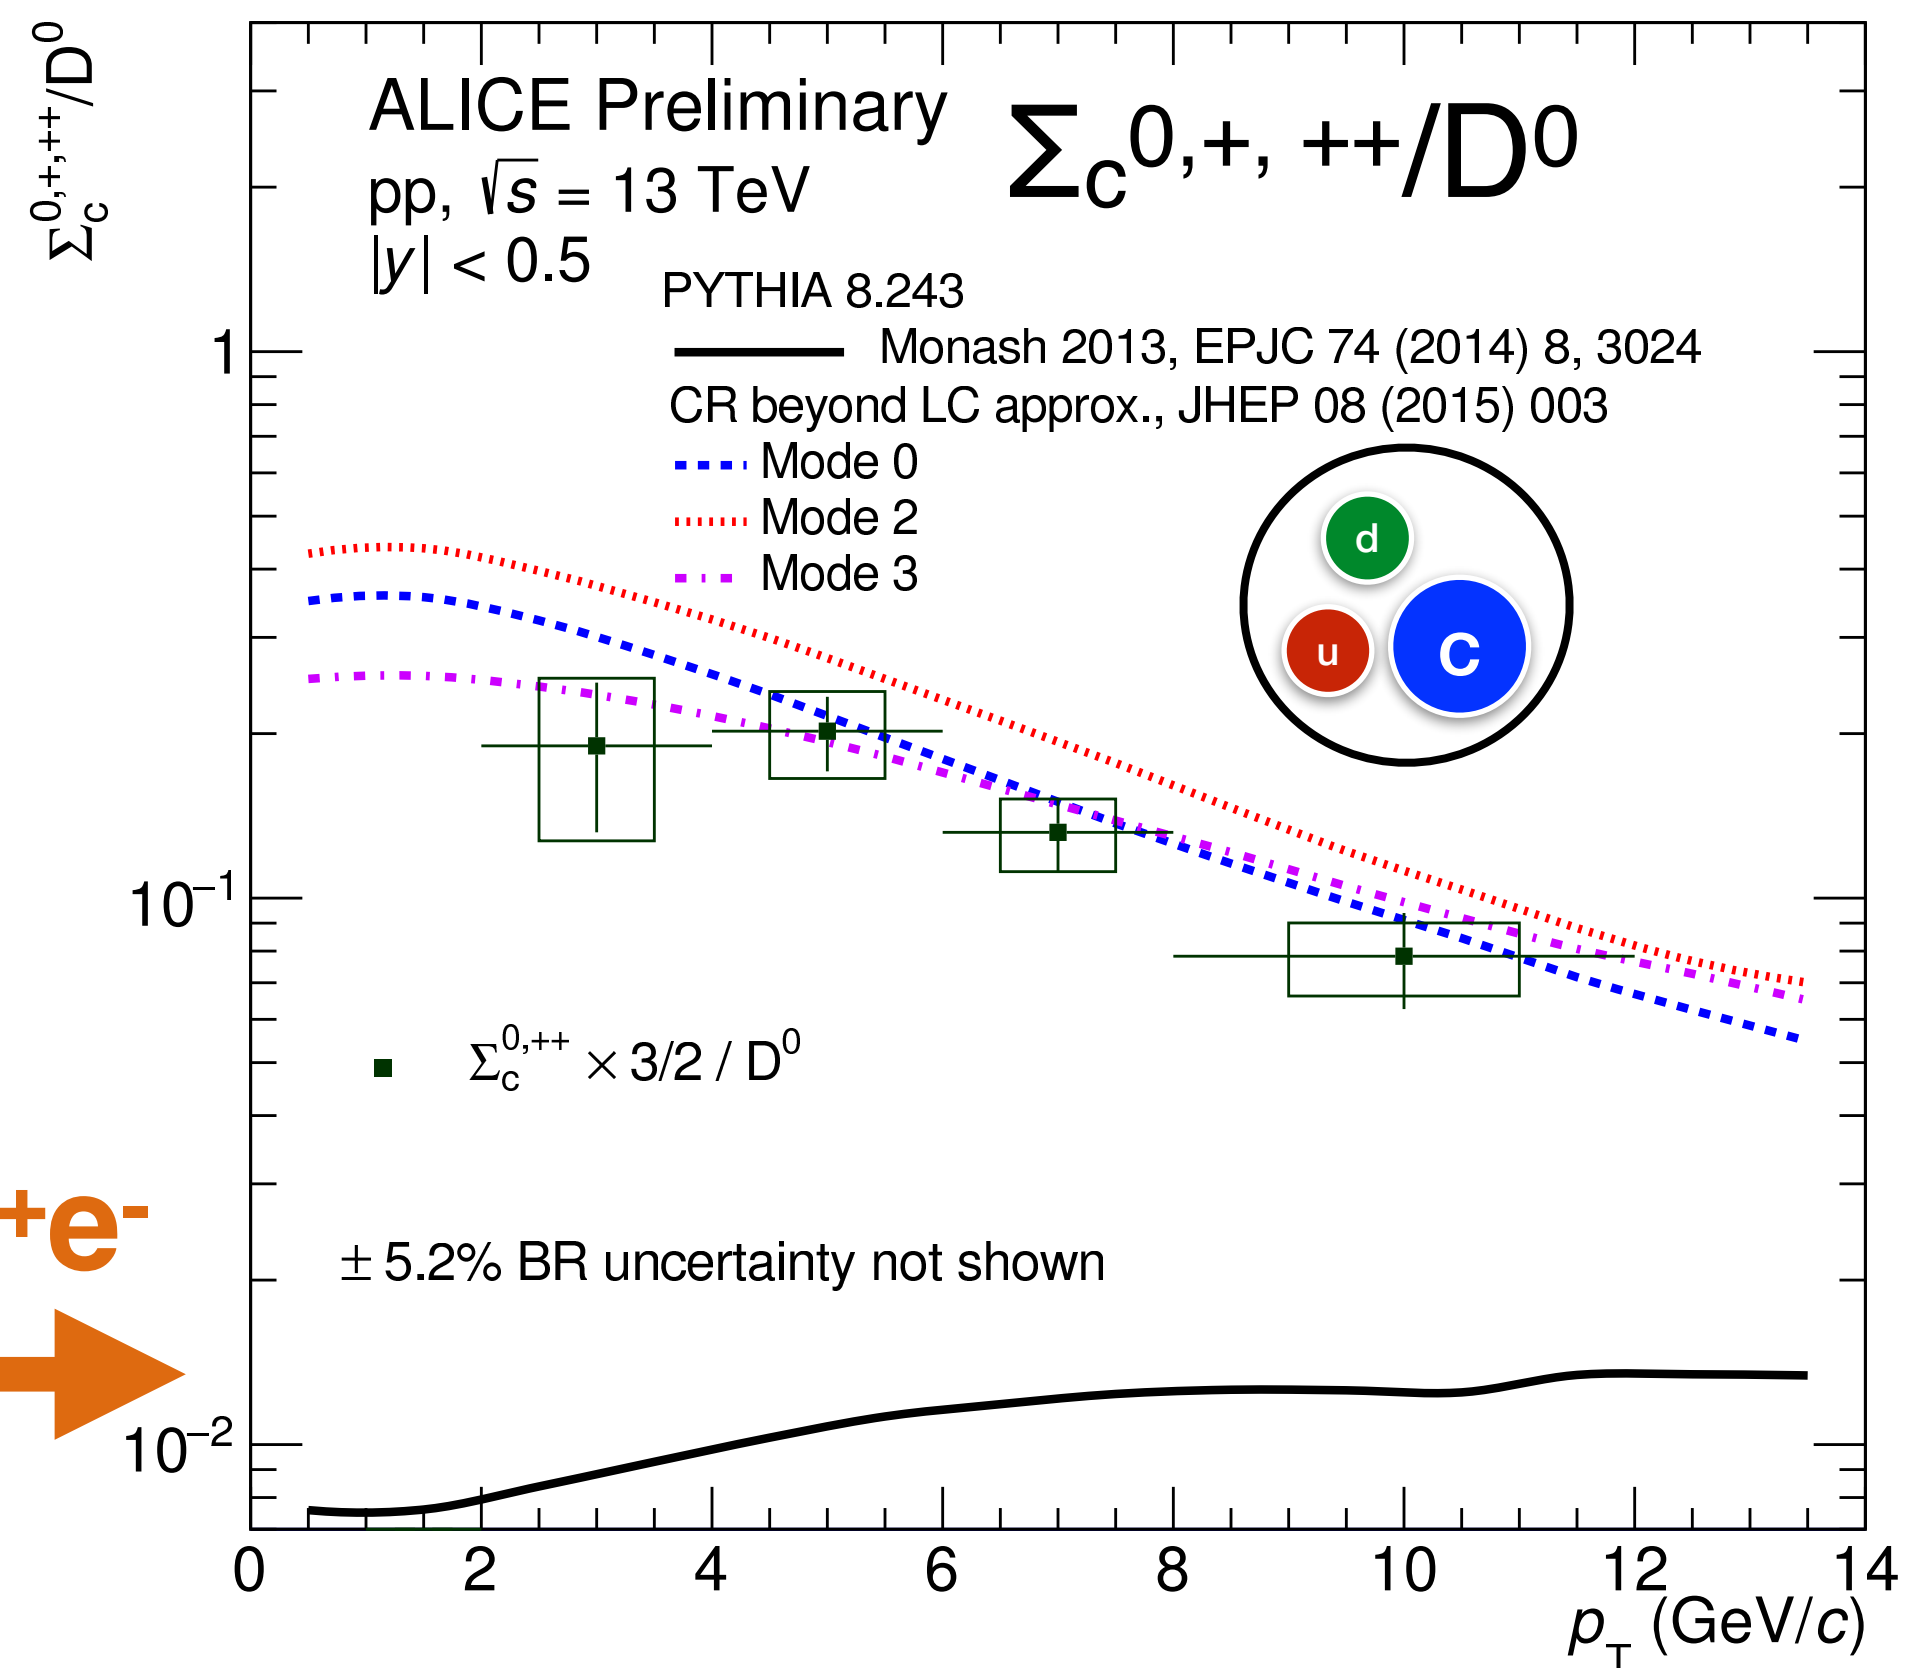 Σc0,+,++/D0
ALICE Preliminary
Σc0,+, ++/D0
pp, √s = 13 TeV
|y| < 0.5
PYTHIA 8.243
Monash 2013, EPJC 74 (2014) 8, 3024
CR beyond LC approx., JHEP 08 (2015) 003
Mode 0
Mode 2
Mode 3
d
u
C
1
10−1
10−2
Σc0,++ × 3/2 / D0
+e-
± 5.2% BR uncertainty not shown
0 2 4 6 8 10 12 14
pT (GeV/c)